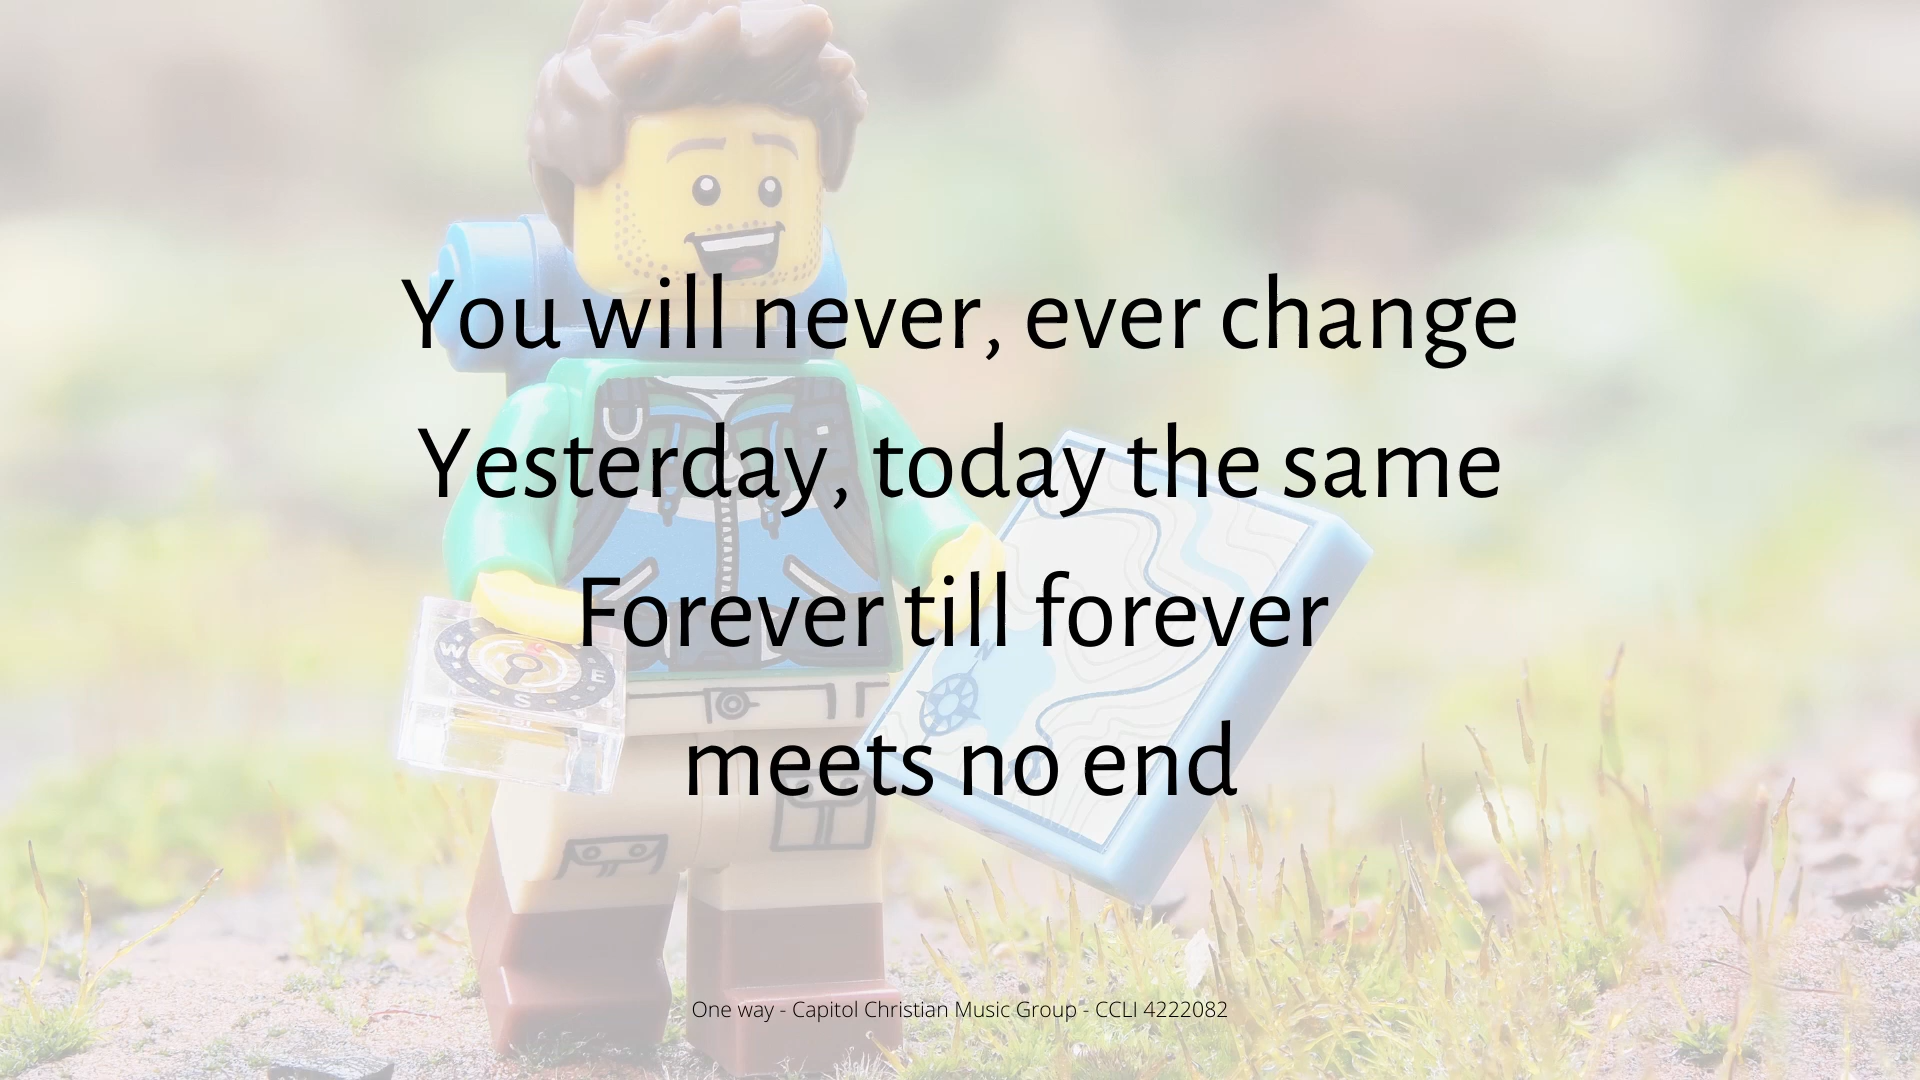 You will never, ever change
Yesterday, today the same
Forever till forever
meets no end
W
E
S
N
One way - Capitol Christian Music Group - CCLI 4222082